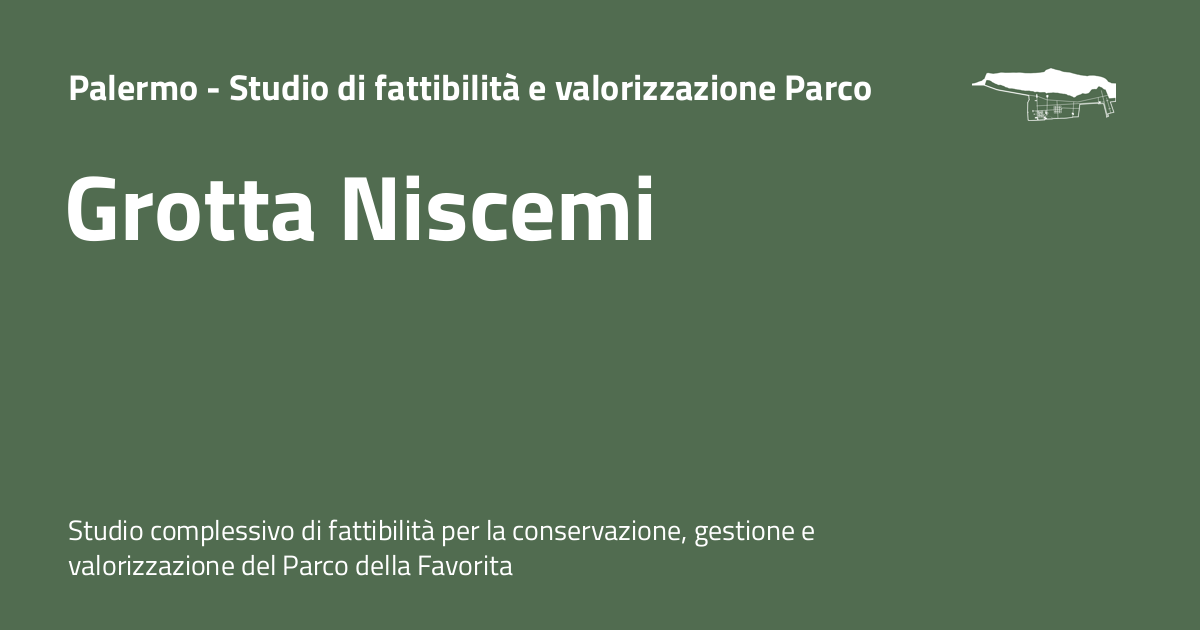 Palermo - Studio di fattibilità e valorizzazione Parco
Grotta Niscemi
Studio complessivo di fattibilità per la conservazione, gestione e
valorizzazione del Parco della Favorita